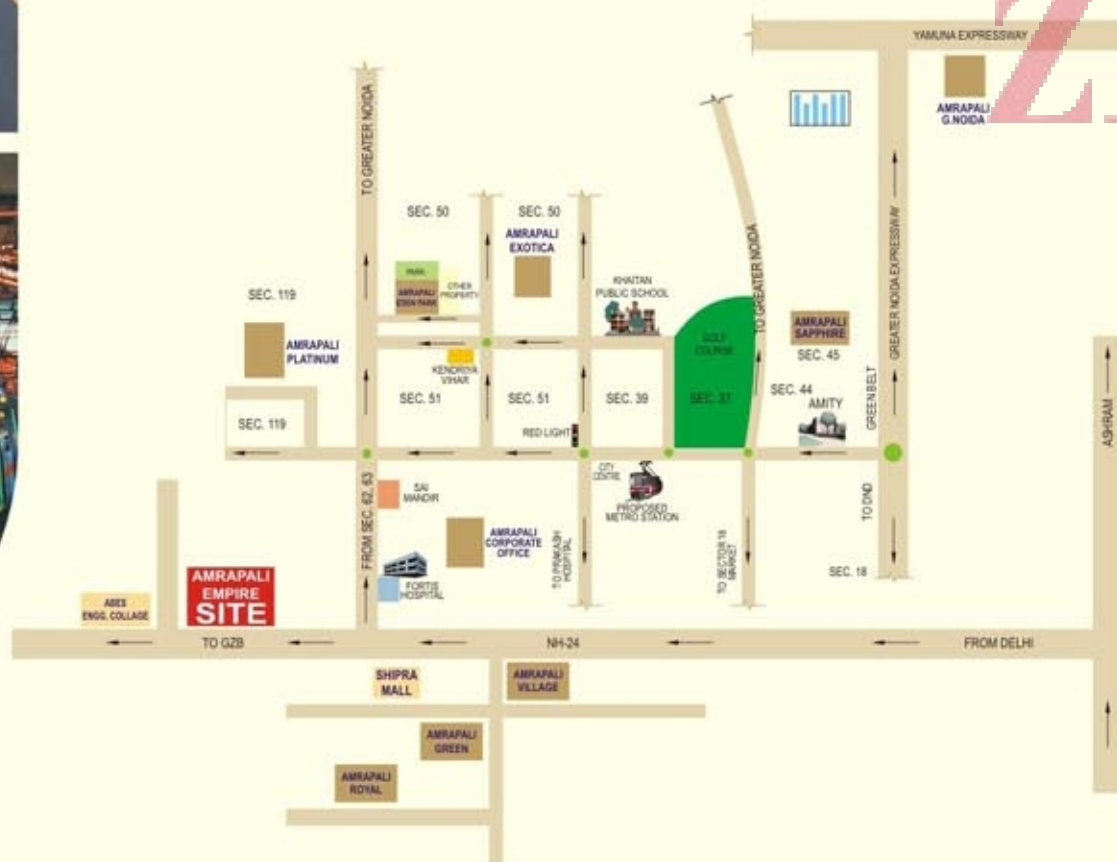 YAMUNA EXPRESSWAY
AMRAPALI
G.NOIDA
TO GREATER NOIDA
SEC. 50
SEC. 50
AMRAPALI
EXOTICA
TO GREATER NOIDA
GREATER NOIDA EXPRESSWAY
PARK
AMRAPALI
EDEN PARK
OTHER
PROPERTY
KHAITAN
PUBLIC SCHOOL
SEC. 119
AMRAPALI
PLATINUM
GOLF
COURSE
AMRAPALI
SAPPHIRE
SEC. 45
KENDRIYA
VIHAR
SEC. 51
SEC. 51
SEC. 39
SEC. 37
SEC. 44
AMITY
GREEN BELT
ASHRAM
SEC. 119
RED LIGHT
CITY
CENTRE
PROPOSED
METRO STATION
FROM SEC. 62, 63
SAI
MANDIR
AMRAPALI
CORPORATE
OFFICE
TO PRAKASH
HOSPITAL
TO SECTOR 18
MARKET
TO DND
SEC. 18
FORTIS
HOSPITAL
AMRAPALI
EMPIRE
SITE
ABES
ENGG. COLLAGE
TO GZB
NH-24
FROM DELHI
SHIPRA
MALL
AMRAPALI
VILLAGE
AMRAPALI
GREEN
AMRAPALI
ROYAL